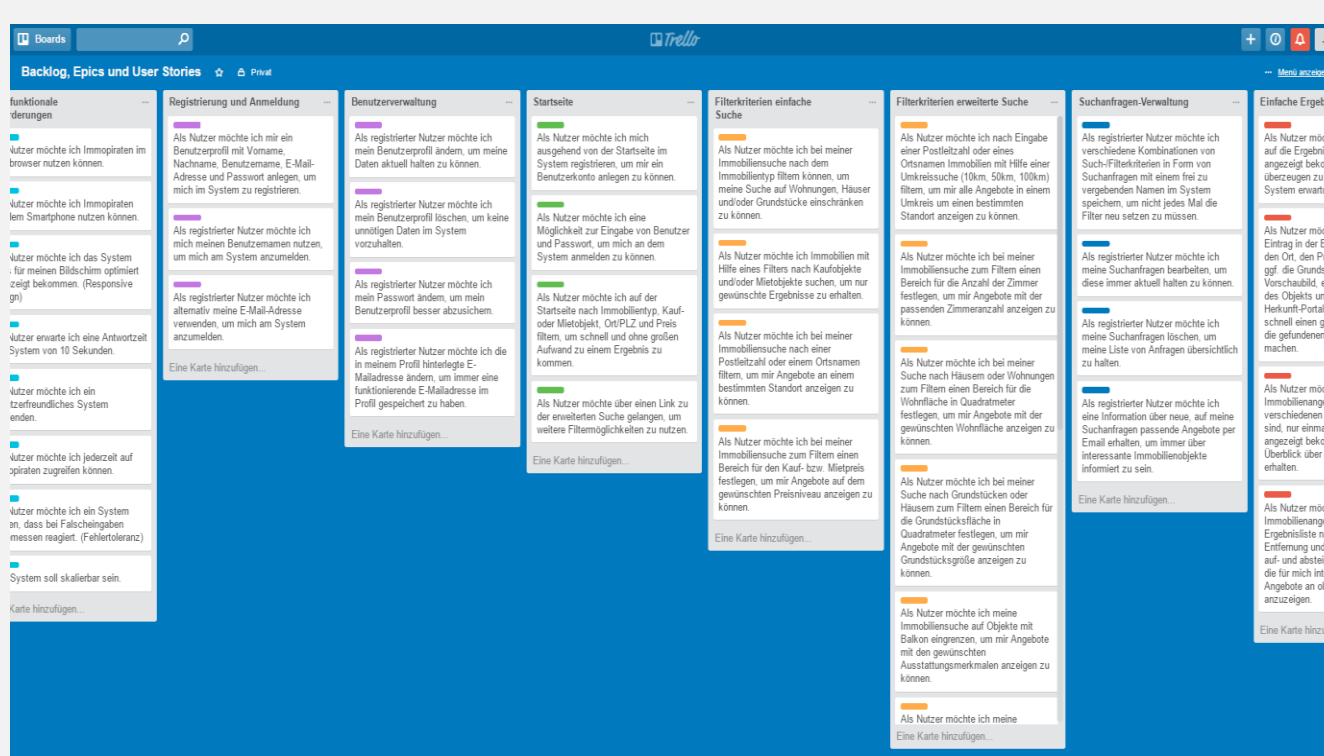 Boards
Trello
Backlog, Epics und User Stories
Privat
Menü anzeige
funktionale
derungen
Nutzer möchte ich Immopiraten im
browser nutzen können.
Nutzer möchte ich Immopiraten
dem Smartphone nutzen können.
Nutzer möchte ich das System
für meinen Bildschirm optimiert
zeigt bekommen. (Responsive
gn)
Nutzer erwarte ich eine Antwortzeit
System von 10 Sekunden.
Nutzer möchte ich ein
tzerfreundliches System
enden.
Nutzer möchte ich jederzeit auf
opiraten zugreifen können.
Nutzer möchte ich ein System
en, dass bei Falscheingaben
messen reagiert. (Fehlertoleranz)
System soll skalierbar sein.
Karte hinzufügen...
Registrierung und Anmeldung
Als Nutzer möchte ich mir ein
Benutzerprofil mit Vorname,
Nachname, Benutzername, E-Mail-
Adresse und Passwort anlegen, um
mich im System zu registrieren.
Als registrierter Nutzer möchte ich
mich meinen Benutzernamen nutzen,
um mich am System anzumelden.
Als registrierter Nutzer möchte ich
alternativ meine E-Mail-Adresse
verwenden, um mich am System
anzumelden.
Eine Karte hinzufügen...
Benutzerverwaltung
Als registrierter Nutzer möchte ich
mein Benutzerprofil ändern, um meine
Daten aktuell halten zu können.
Als registrierter Nutzer möchte ich
mein Benutzerprofil löschen, um keine
unnötigen Daten im System
vorzuhalten.
Als registrierter Nutzer möchte ich
mein Passwort ändern, um mein
Benutzerprofil besser abzusichern.
Als registrierter Nutzer möchte ich die
in meinem Profil hinterlegte E-
Mailadresse ändern, um immer eine
funktionierende E-Mailadresse im
Profil gespeichert zu haben.
Eine Karte hinzufügen...
Startseite
Als Nutzer möchte ich mich
ausgehend von der Startseite im
System registrieren, um mir ein
Benutzerkonto anlegen zu können.
Als Nutzer möchte ich eine
Möglichkeit zur Eingabe von Benutzer
und Passwort, um mich an dem
System anmelden zu können.
Als Nutzer möchte ich auf der
Startseite nach Immobilientyp, Kauf-
oder Mietobjekt, Ort/PLZ und Preis
filtern, um schnell und ohne großen
Aufwand zu einem Ergebnis zu
kommen.
Als Nutzer möchte über einen Link zu
der erweiterten Suche gelangen, um
weitere Filtermöglichkeiten zu nutzen.
Eine Karte hinzufügen...
Filterkriterien einfache
Suche
Als Nutzer möchte ich bei meiner
Immobiliensuche nach dem
Immobilientyp filtern können, um
meine Suche auf Wohnungen, Häuser
und/oder Grundstücke einschränken
zu können.
Als Nutzer möchte ich Immobilien mit
Hilfe eines Filters nach Kaufobjekte
und/oder Mietobjekte suchen, um nur
gewünschte Ergebnisse zu erhalten.
Als Nutzer möchte ich bei meiner
Immobiliensuche nach einer
Postleitzahl oder einem Ortsnamen
filtern, um mir Angebote an einem
bestimmten Standort anzeigen zu
können.
Als Nutzer möchte ich bei meiner
Immobiliensuche zum Filtern einen
Bereich für den Kauf- bzw. Mietpreis
festlegen, um mir Angebote auf dem
gewünschten Preisniveau anzeigen zu
können.
Eine Karte hinzufügen...
Filterkriterien erweiterte Suche
Als Nutzer möchte ich nach Eingabe
einer Postleitzahl oder eines
Ortsnamen Immobilien mit Hilfe einer
Umkreissuche (10km, 50km, 100km)
filtern, um mir alle Angebote in einem
Umkreis um einen bestimmten
Standort anzeigen zu können.
Als Nutzer möchte ich bei meiner
Immobiliensuche zum Filtern einen
Bereich für die Anzahl der Zimmer
festlegen, um mir Angebote mit der
passenden Zimmeranzahl anzeigen zu
können.
Als Nutzer möchte ich bei meiner
Suche nach Häusern oder Wohnungen
zum Filtern einen Bereich für die
Wohnfläche in Quadratmeter
festlegen, um mir Angebote mit der
gewünschten Wohnfläche anzeigen zu
können.
Als Nutzer möchte ich bei meiner
Suche nach Grundstücken oder
Häusern zum Filtern einen Bereich für
die Grundstücksfläche in
Quadratmeter festlegen, um mir
Angebote mit der gewünschten
Grundstücksgröße anzeigen zu
können.
Als Nutzer möchte ich meine
Immobiliensuche auf Objekte mit
Balkon eingrenzen, um mir Angebote
mit den gewünschten
Ausstattungsmerkmalen anzeigen zu
können.
Als Nutzer möchte ich meine
Eine Karte hinzufügen...
Suchanfragen-Verwaltung
Als registrierter Nutzer möchte ich
verschiedene Kombinationen von
Such-/Filterkriterien in Form von
Suchanfragen mit einem frei zu
vergebenden Namen im System
speichern, um nicht jedes Mal die
Filter neu setzen zu müssen.
Als registrierter Nutzer möchte ich
meine Suchanfragen bearbeiten, um
diese immer aktuell halten zu können.
Als registrierter Nutzer möchte ich
meine Suchanfragen löschen, um
meine Liste von Anfragen übersichtlich
zu halten.
Als registrierter Nutzer möchte ich
eine Information über neue, auf meine
Suchanfragen passende Angebote per
Email erhalten, um immer über
interessante Immobilienobjekte
informiert zu sein.
Eine Karte hinzufügen...
Einfache Ergeb
Als Nutzer möc
auf die Ergebni
angezeigt beko
überzeugen zu
System erwart
Als Nutzer möc
Eintrag in der E
den Ort, den Pr
ggf. die Grunds
Vorschaubild, e
des Objekts un
Herkunft-Portal
schnell einen g
die gefundenen
machen.
Als Nutzer möc
Immobilienange
verschiedenen
sind, nur einma
angezeigt beko
Überblick über
erhalten.
Als Nutzer möc
Immobilienange
Ergebnisliste n
Entfernung und
auf- und abstei
die für mich int
Angebote an ob
anzuzeigen.
Eine Karte hinzu